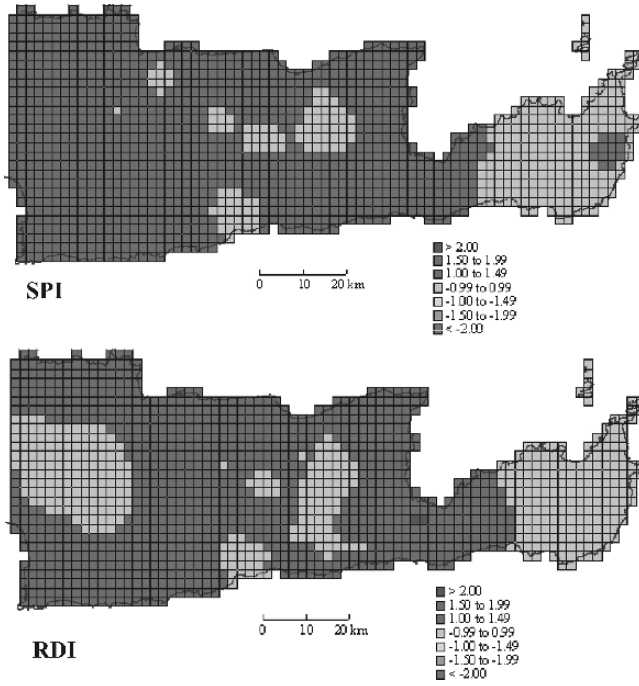 > 2.00
1.50 to 1.99
1.00 to 1.49
-0.99 to 0.99
-1.00 to -1.49
-1.50 to -1.99
< -2.00
SPI
0 10 20 km
> 2.00
1.50 to 1.99
1.00 to 1.49
-0.99 to 0.99
-1.00 to -1.49
-1.50 to -1.99
< -2.00
RDI
0 10 20 km